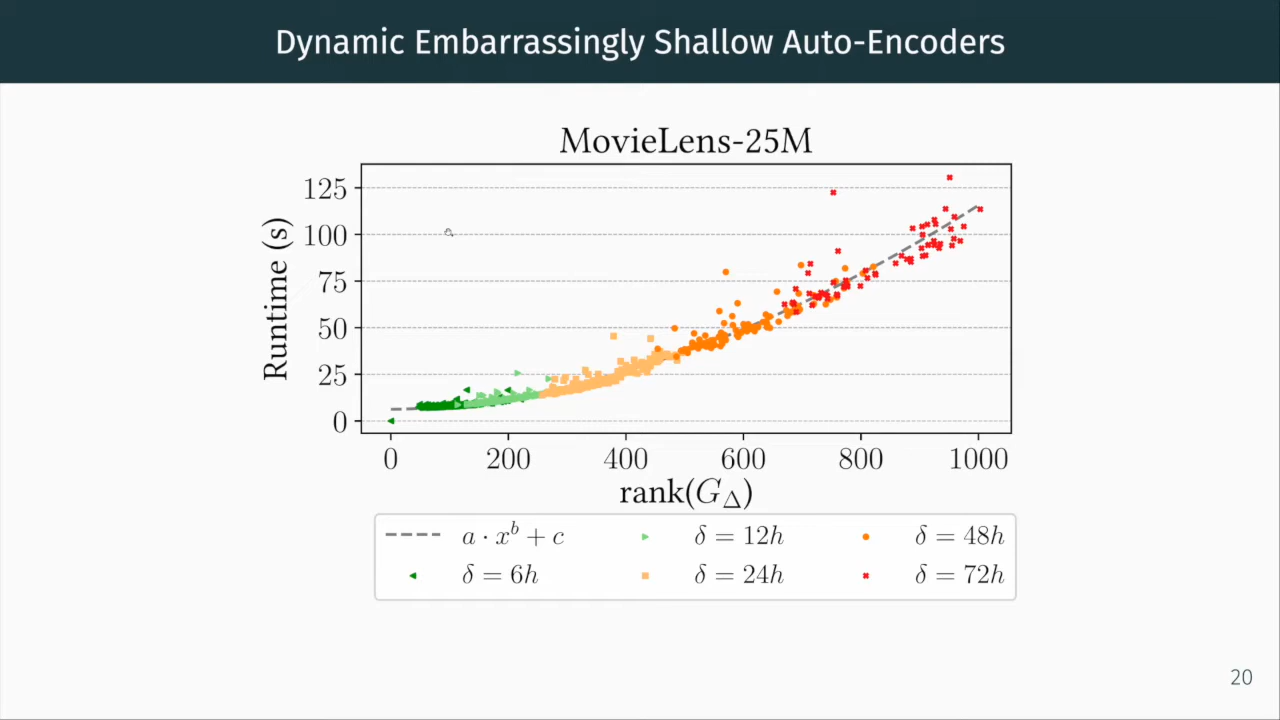 Dynamic Embarrassingly Shallow Auto-Encoders
MovieLens-25M
Runtime (s)
125
100
75
50
25
0
0 200 400 600 800 1000
rank(G_Δ)
a · x^b + c δ = 12h δ = 48h
δ = 6h δ = 24h δ = 72h
20